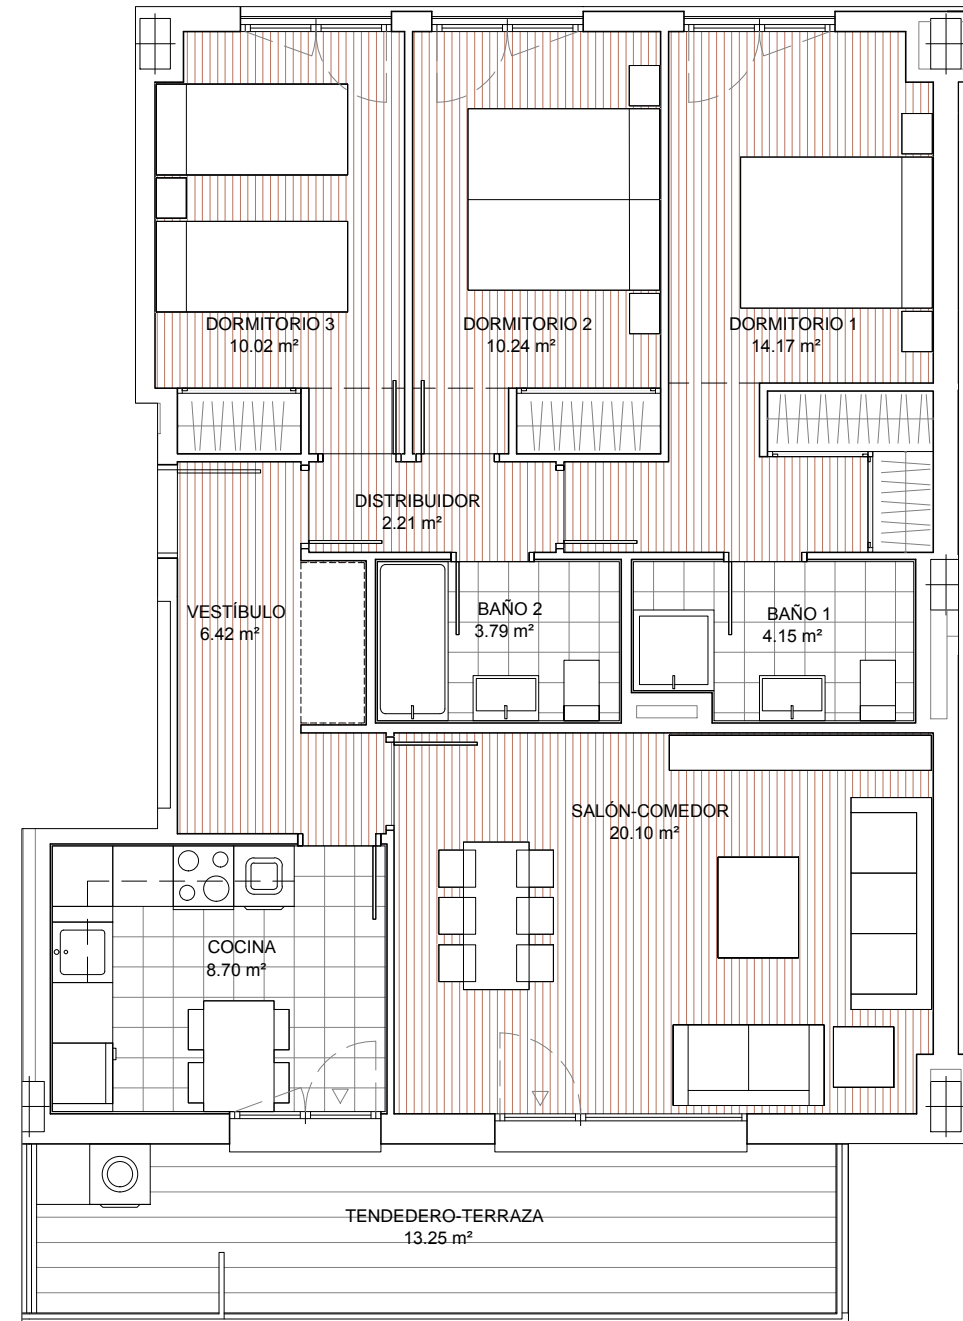 DORMITORIO 3
10.02 m²
DORMITORIO 2
10.24 m²
DORMITORIO 1
14.17 m²
DISTRIBUIDOR
2.21 m²
VESTÍBULO
6.42 m²
BAÑO 2
3.79 m²
BAÑO 1
4.15 m²
SALÓN-COMEDOR
20.10 m²
COCINA
8.70 m²
TENDEDERO-TERRAZA
13.25 m²